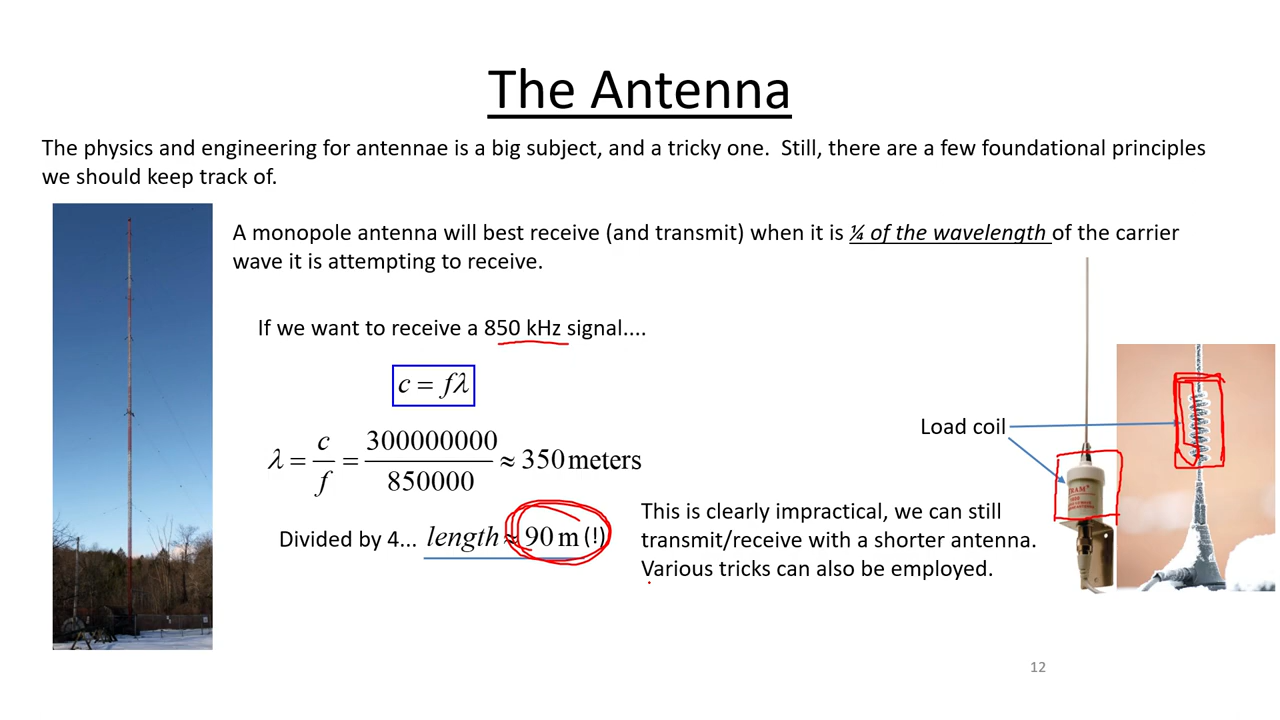 The Antenna
The physics and engineering for antennae is a big subject, and a tricky one. Still, there are a few foundational principles
we should keep track of.
A monopole antenna will best receive (and transmit) when it is ¼ of the wavelength of the carrier
wave it is attempting to receive.
If we want to receive a 850 kHz signal....
c = fλ
λ = c/f = 300000000/850000 ≈ 350 meters
Load coil
Divided by 4... length ≈ 90 m (!)
This is clearly impractical, we can still
transmit/receive with a shorter antenna.
Various tricks can also be employed.
12